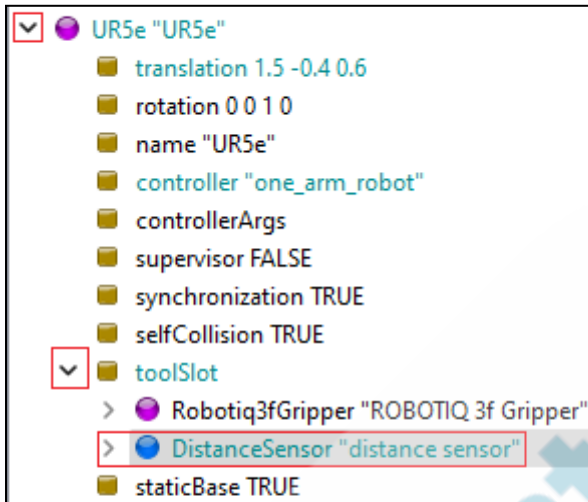 UR5e "UR5e"
translation 1.5 -0.4 0.6
rotation 0 0 1 0
name "UR5e"
controller "one_arm_robot"
controllerArgs
supervisor FALSE
synchronization TRUE
selfCollision TRUE
toolSlot
Robotiq3fGripper "ROBOTIQ 3f Gripper"
DistanceSensor "distance sensor"
staticBase TRUE